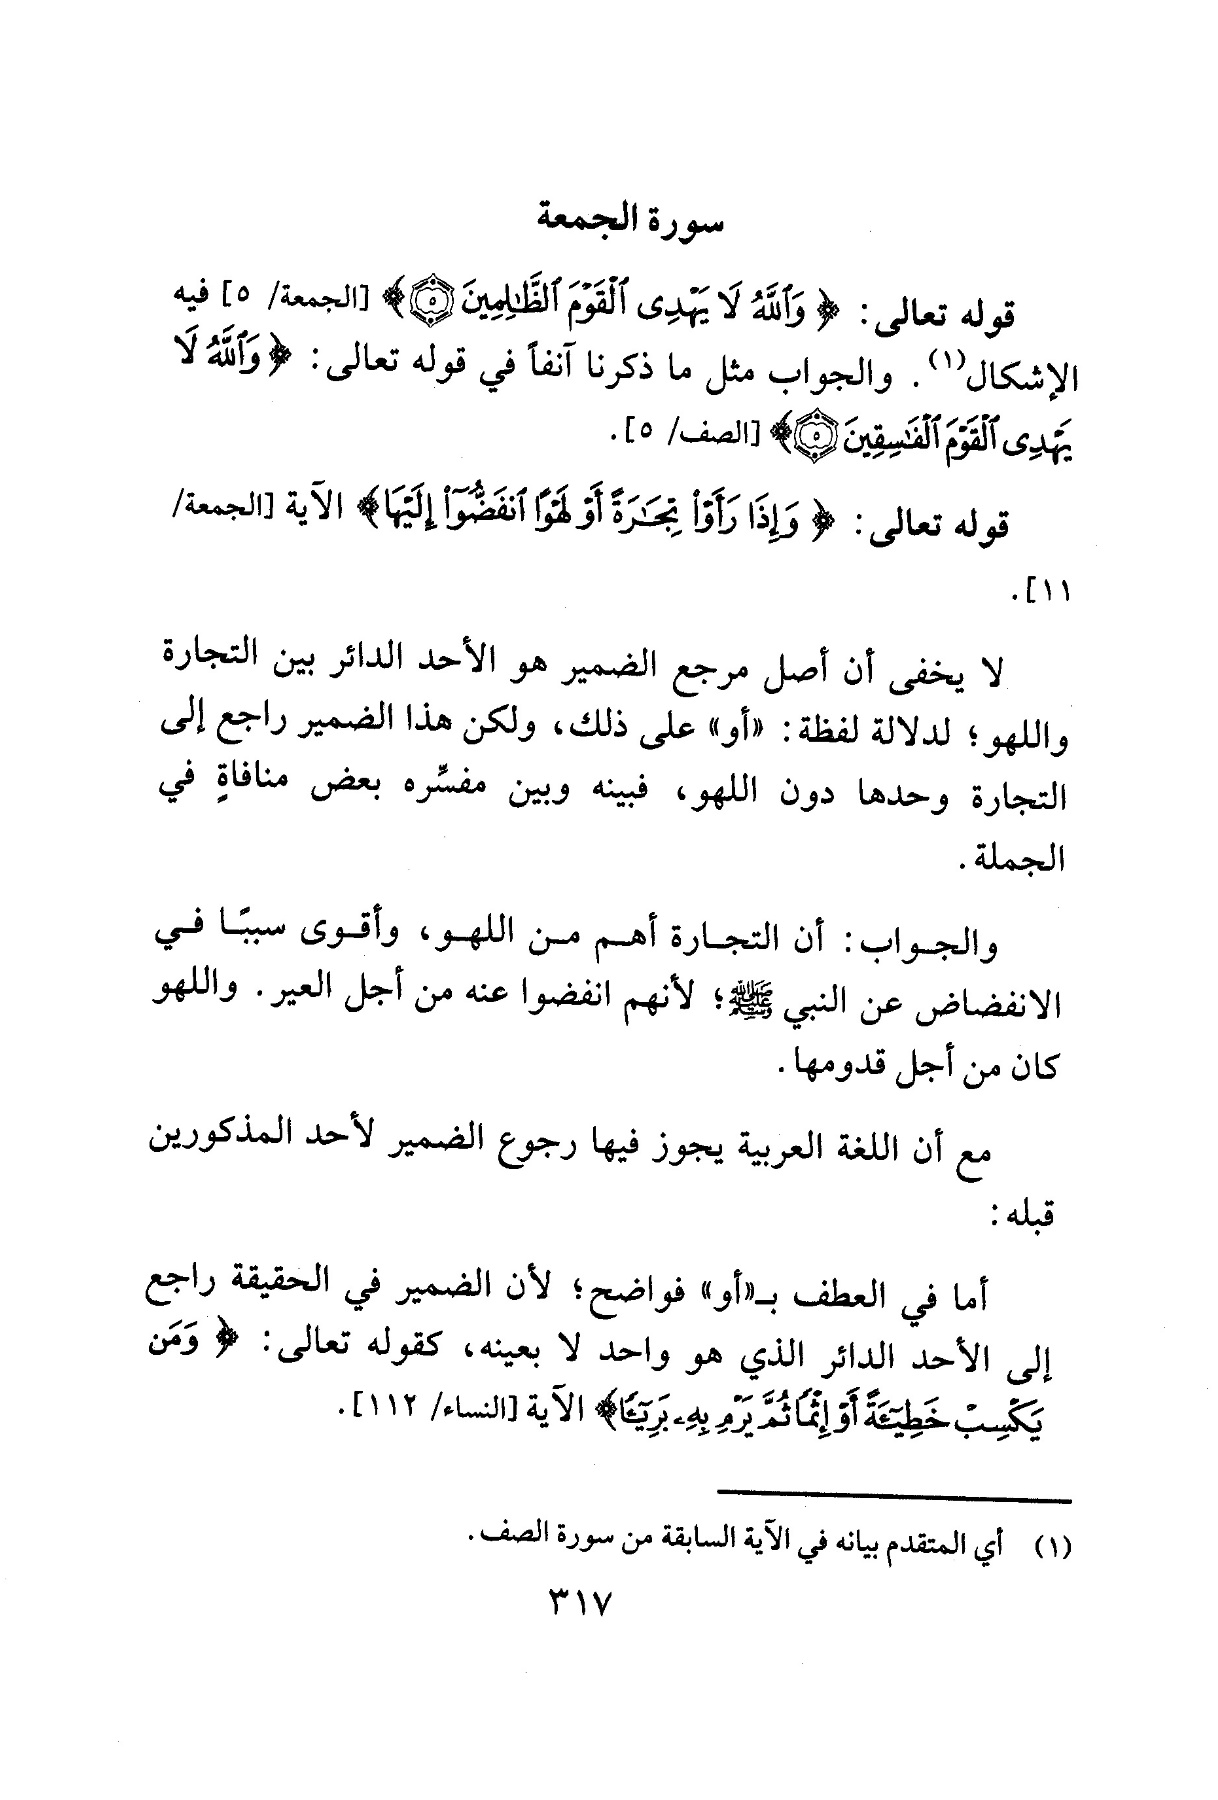 سورة الجمعة
قوله تعالى: ﴿ وَٱللَّهُ لَا يَهْدِى ٱلْقَوْمَ ٱلظَّـٰلِمِينَ ۝٥﴾ [الجمعة/ ٥] فيه
الإشكال(١). والجواب مثل ما ذكرنا آنفاً في قوله تعالى: ﴿ وَٱللَّهُ لَا
يَهْدِى ٱلْقَوْمَ ٱلْفَـٰسِقِينَ ۝٥﴾ [الصف/ ٥].
قوله تعالى: ﴿ وَإِذَا رَأَوْا۟ تِجَـٰرَةً أَوْ لَهْوًا ٱنفَضُّوٓا۟ إِلَيْهَا﴾ الآية [الجمعة/
١١].
لا يخفى أن أصل مرجع الضمير هو الأحد الدائر بين التجارة
واللهو؛ لدلالة لفظة: «أو» على ذلك، ولكن هذا الضمير راجع إلى
التجارة وحدها دون اللهو، فبينه وبين مفسِّره بعض منافاةٍ في
الجملة.
والجواب: أن التجارة أهم من اللهو، وأقوى سببًا في
الانفضاض عن النبي ﷺ؛ لأنهم انفضوا عنه من أجل العير. واللهو
كان من أجل قدومها.
مع أن اللغة العربية يجوز فيها رجوع الضمير لأحد المذكورين
قبله:
أما في العطف بـ«أو» فواضح؛ لأن الضمير في الحقيقة راجع
إلى الأحد الدائر الذي هو واحد لا بعينه، كقوله تعالى: ﴿ وَمَن
يَكْسِبْ خَطِيٓـَٔةً أَوْ إِثْمًا ثُمَّ يَرْمِ بِهِۦ بَرِيٓـًٔا﴾ الآية [النساء/ ١١٢].
(١) أي المتقدم بيانه في الآية السابقة من سورة الصف.
٣١٧